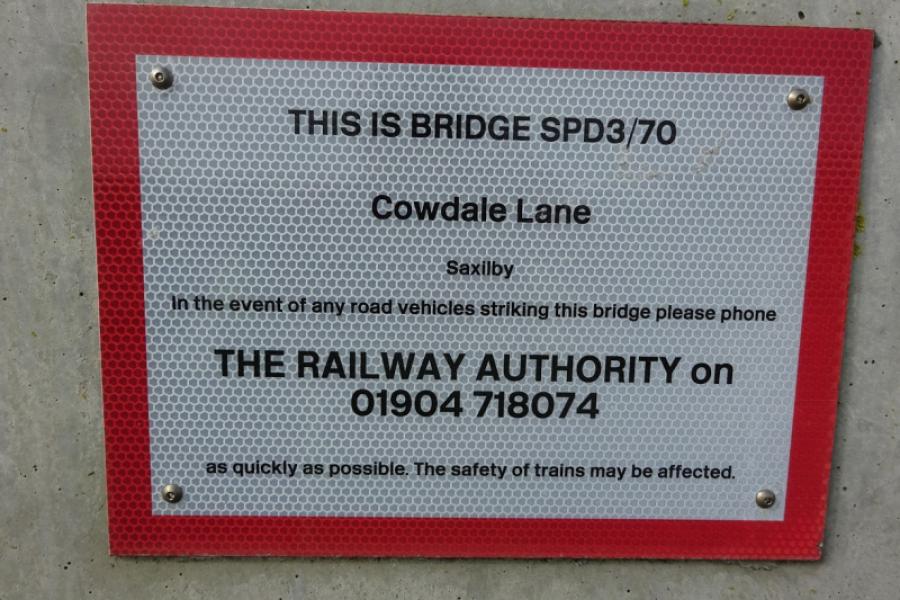 THIS IS BRIDGE SPD3/70
Cowdale Lane
Saxilby
In the event of any road vehicles striking this bridge please phone
THE RAILWAY AUTHORITY on
01904 718074
as quickly as possible. The safety of trains may be affected.